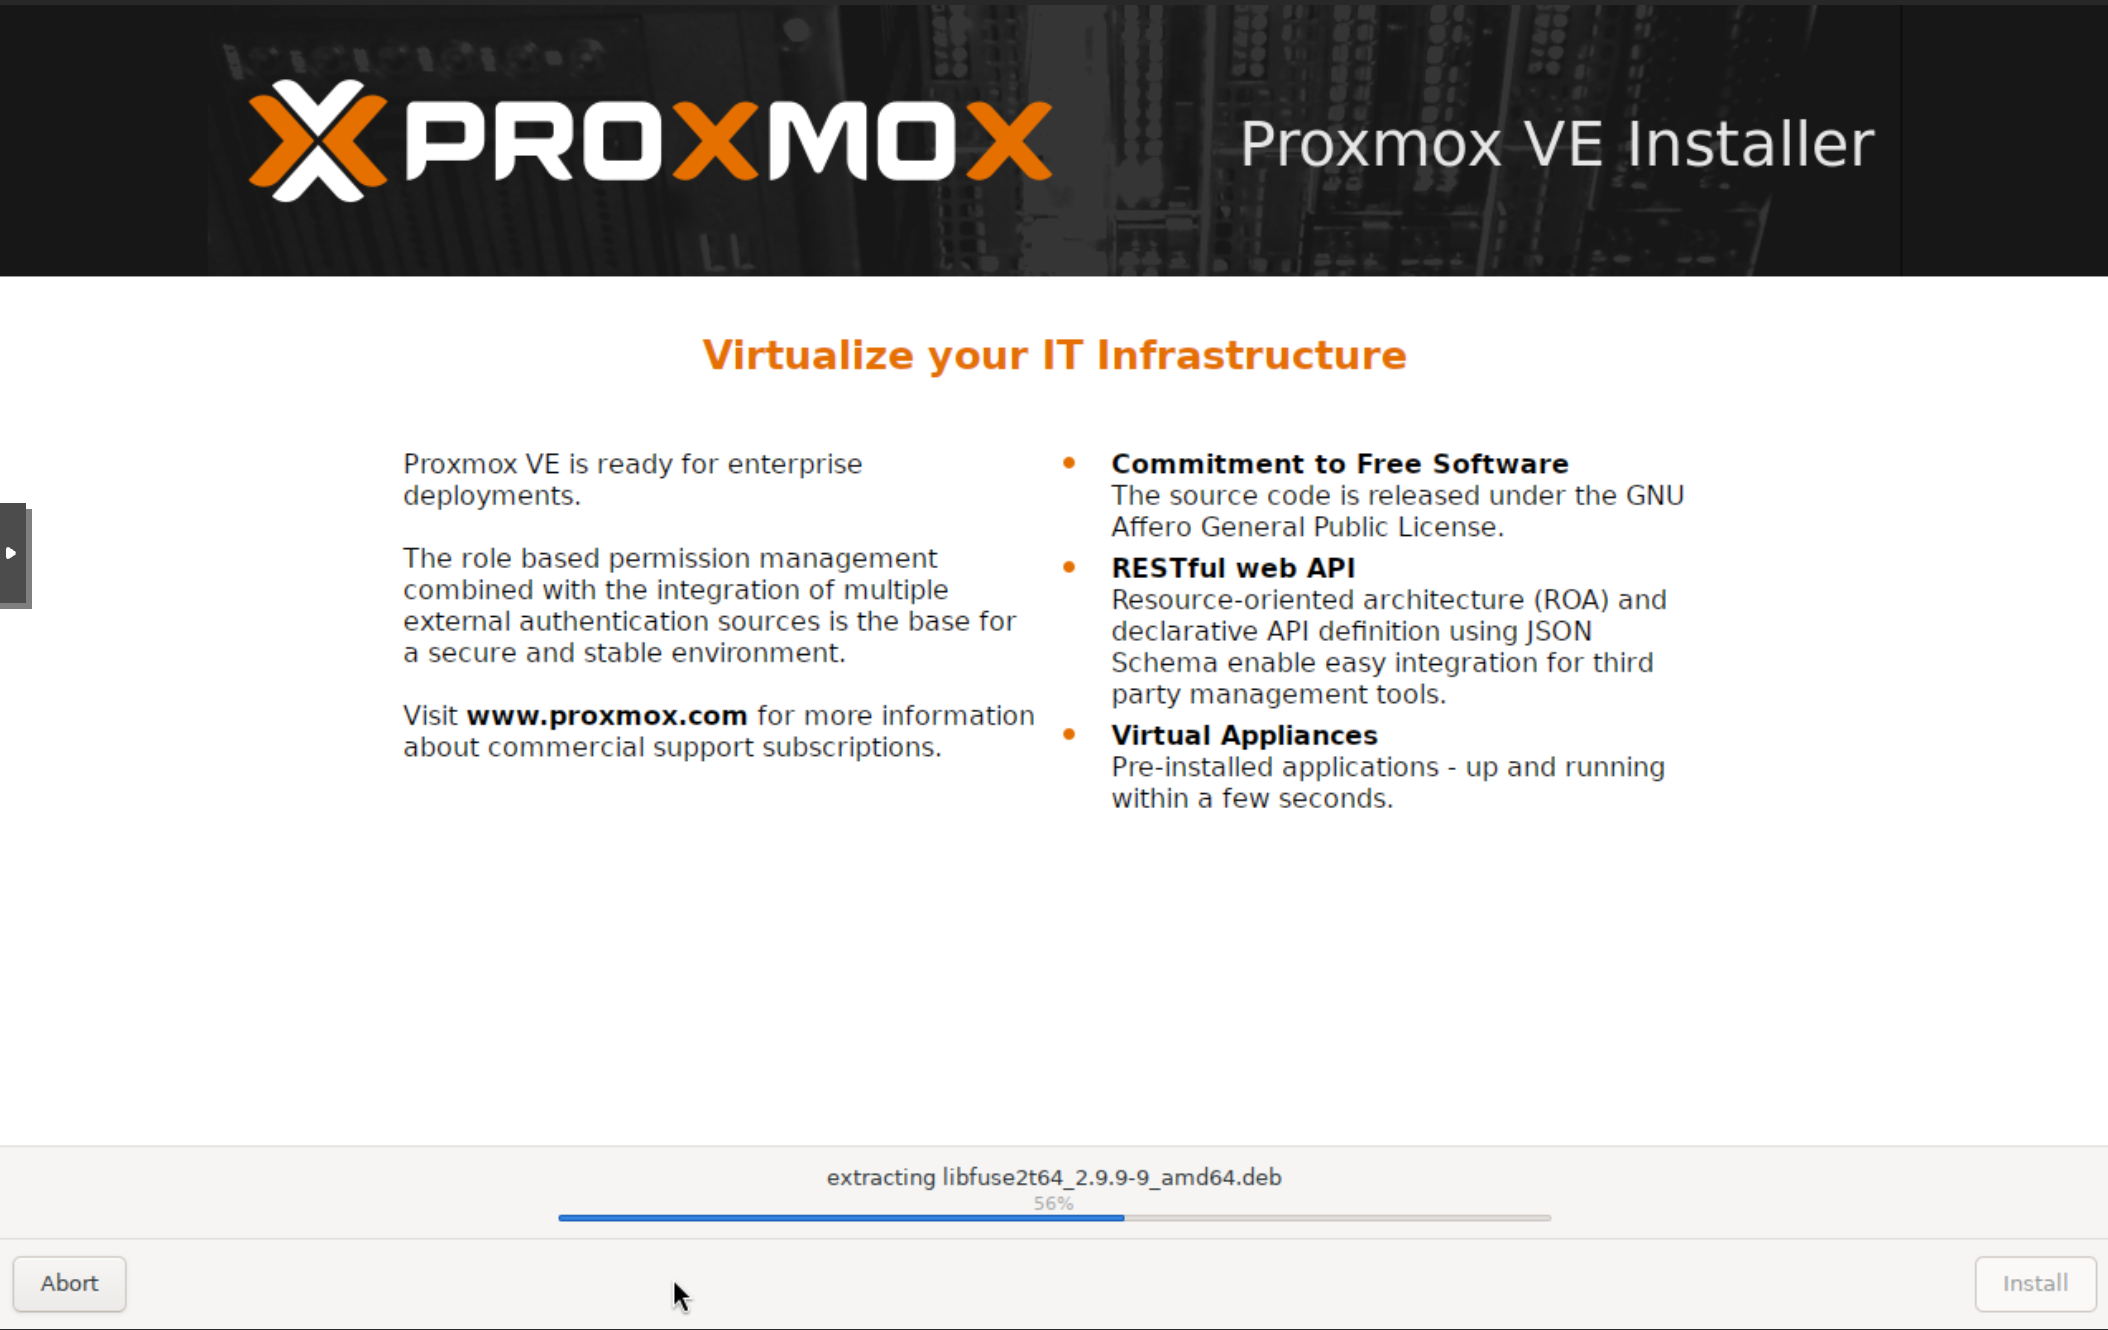 PROXMOX
Proxmox VE Installer
Virtualize your IT Infrastructure
Proxmox VE is ready for enterprise
deployments.
The role based permission management
combined with the integration of multiple
external authentication sources is the base for
a secure and stable environment.
Visit www.proxmox.com for more information
about commercial support subscriptions.
Commitment to Free Software
The source code is released under the GNU
Affero General Public License.
RESTful web API
Resource-oriented architecture (ROA) and
declarative API definition using JSON
Schema enable easy integration for third
party management tools.
Virtual Appliances
Pre-installed applications - up and running
within a few seconds.
extracting libfuse2t64_2.9.9-9_amd64.deb
56%
Abort
Install